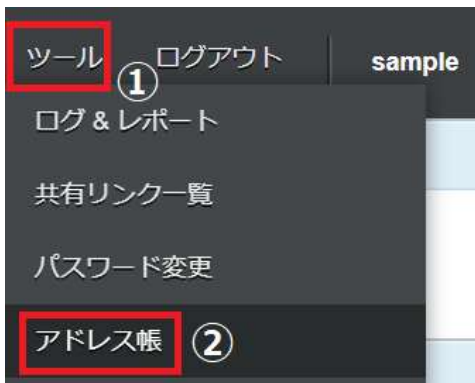 ツール ① ログアウト sample
ログ & レポート
共有リンク一覧
パスワード変更
アドレス帳 ②